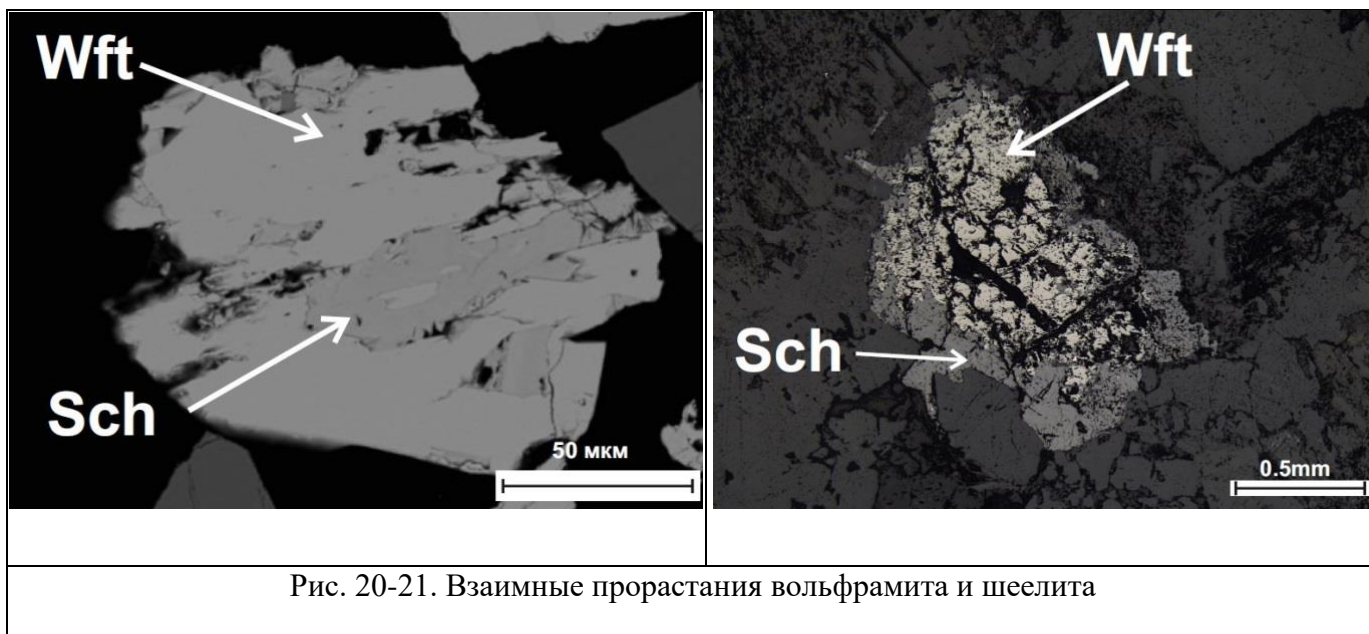 Wft
Sch
50 мкм
Wft
Sch
0.5mm
Рис. 20-21. Взаимные прорастания вольфрамита и шеелита